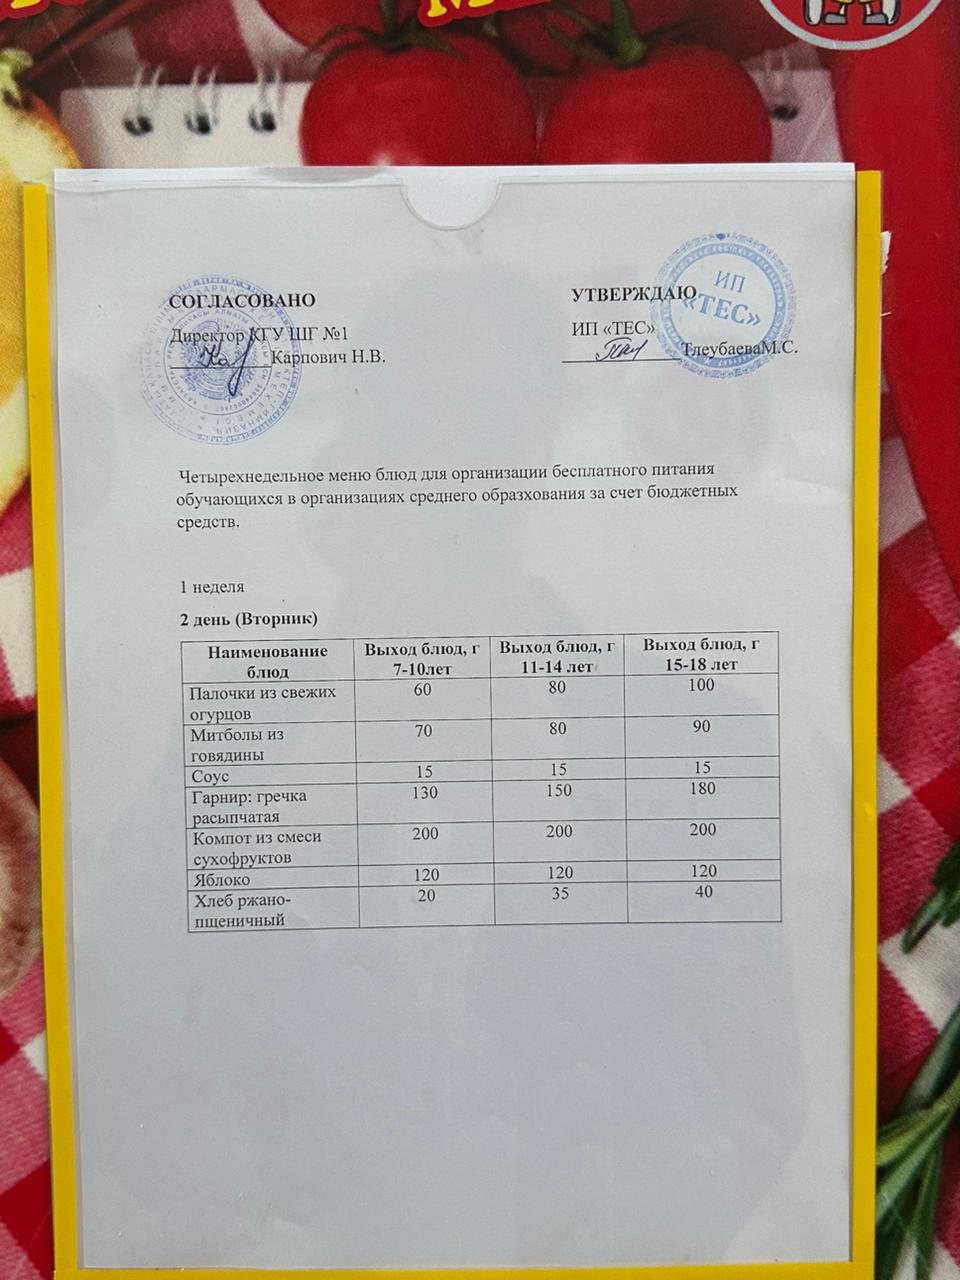 СОГЛАСОВАНО
Директор КГУ ШГ №1
Карпович Н.В.
УТВЕРЖДАЮ
ИП «ТЕС»
ТлеубаеваМ.С.
ИП
«ТЕС»
Четырехнедельное меню блюд для организации бесплатного питания
обучающихся в организациях среднего образхования за счет бюджетных
средств.
1 неделя
2 день (Вторник)
Наименование блюд Выход блюд, г 7-10лет Выход блюд, г 11-14 лет Выход блюд, г 15-18 лет
Палочки из свежих огурцов 60 80 100
Митболы из говядины 70 80 90
Соус 15 15 15
Гарнир: гречка расыпчатая 130 150 180
Компот из смеси сухофруктов 200 200 200
Яблоко 120 120 120
Хлеб ржано-пщеничный 20 35 40